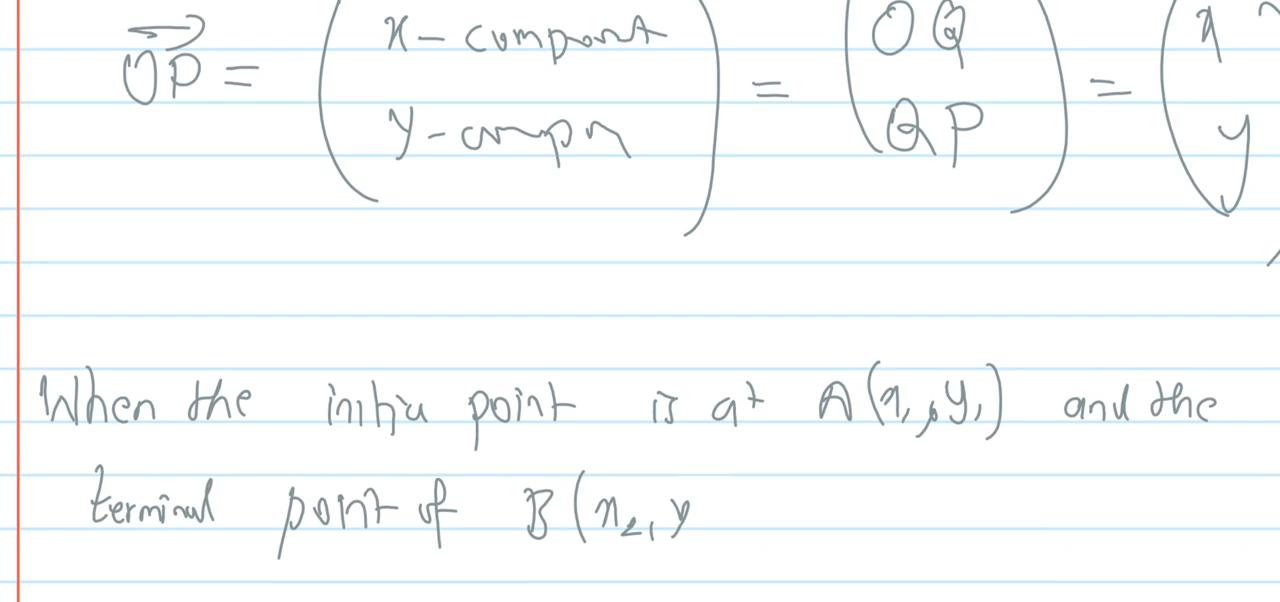 OP = ( x - compont ) = ( OQ ) = ( x
y - compn QP y
When the initia point is at A(x₁, y₁) and the
terminal point of B(x₂, y